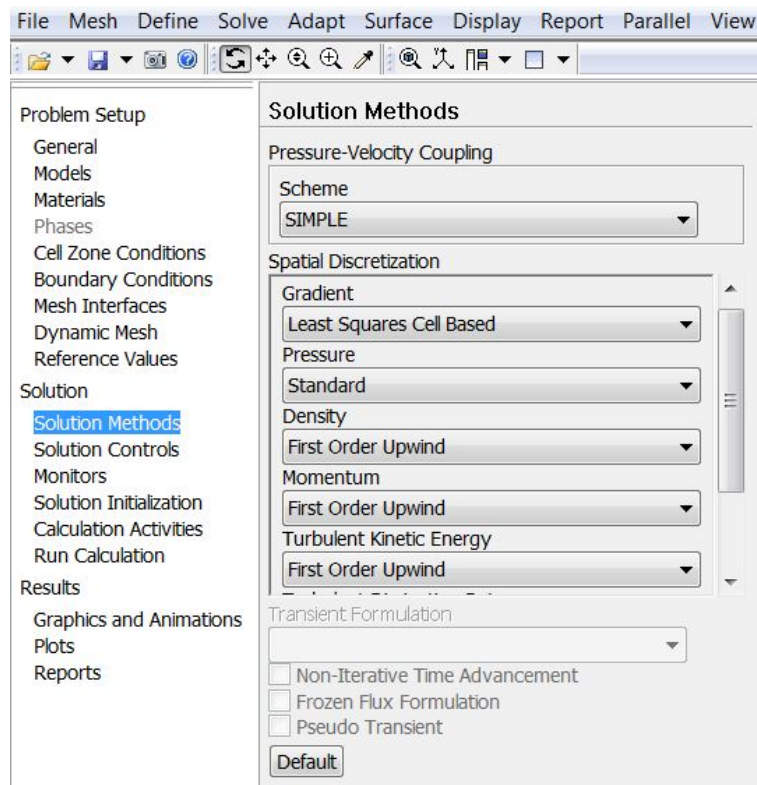 File Mesh Define Solve Adapt Surface Display Report Parallel View
Problem Setup
General
Models
Materials
Phases
Cell Zone Conditions
Boundary Conditions
Mesh Interfaces
Dynamic Mesh
Reference Values
Solution
Solution Methods
Solution Controls
Monitors
Solution Initialization
Calculation Activities
Run Calculation
Results
Graphics and Animations
Plots
Reports
Solution Methods
Pressure-Velocity Coupling
Scheme
SIMPLE
Spatial Discretization
Gradient
Least Squares Cell Based
Pressure
Standard
Density
First Order Upwind
Momentum
First Order Upwind
Turbulent Kinetic Energy
First Order Upwind
Transient Formulation
Non-Iterative Time Advancement
Frozen Flux Formulation
Pseudo Transient
Default